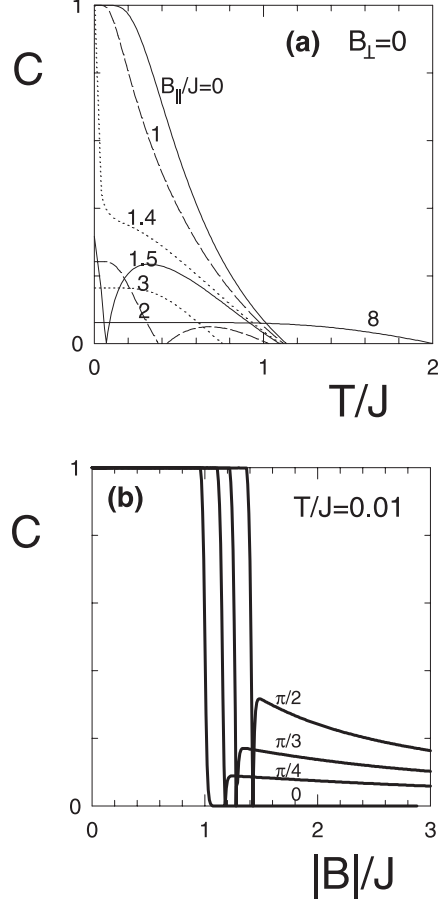 1
(a) B⊥=0
C
B||/J=0
1
1.4
1.5
3
2
8
0
0 1 2
T/J
1
(b) T/J=0.01
C
π/2
π/3
π/4
0
0
0 1 2 3
|B|/J